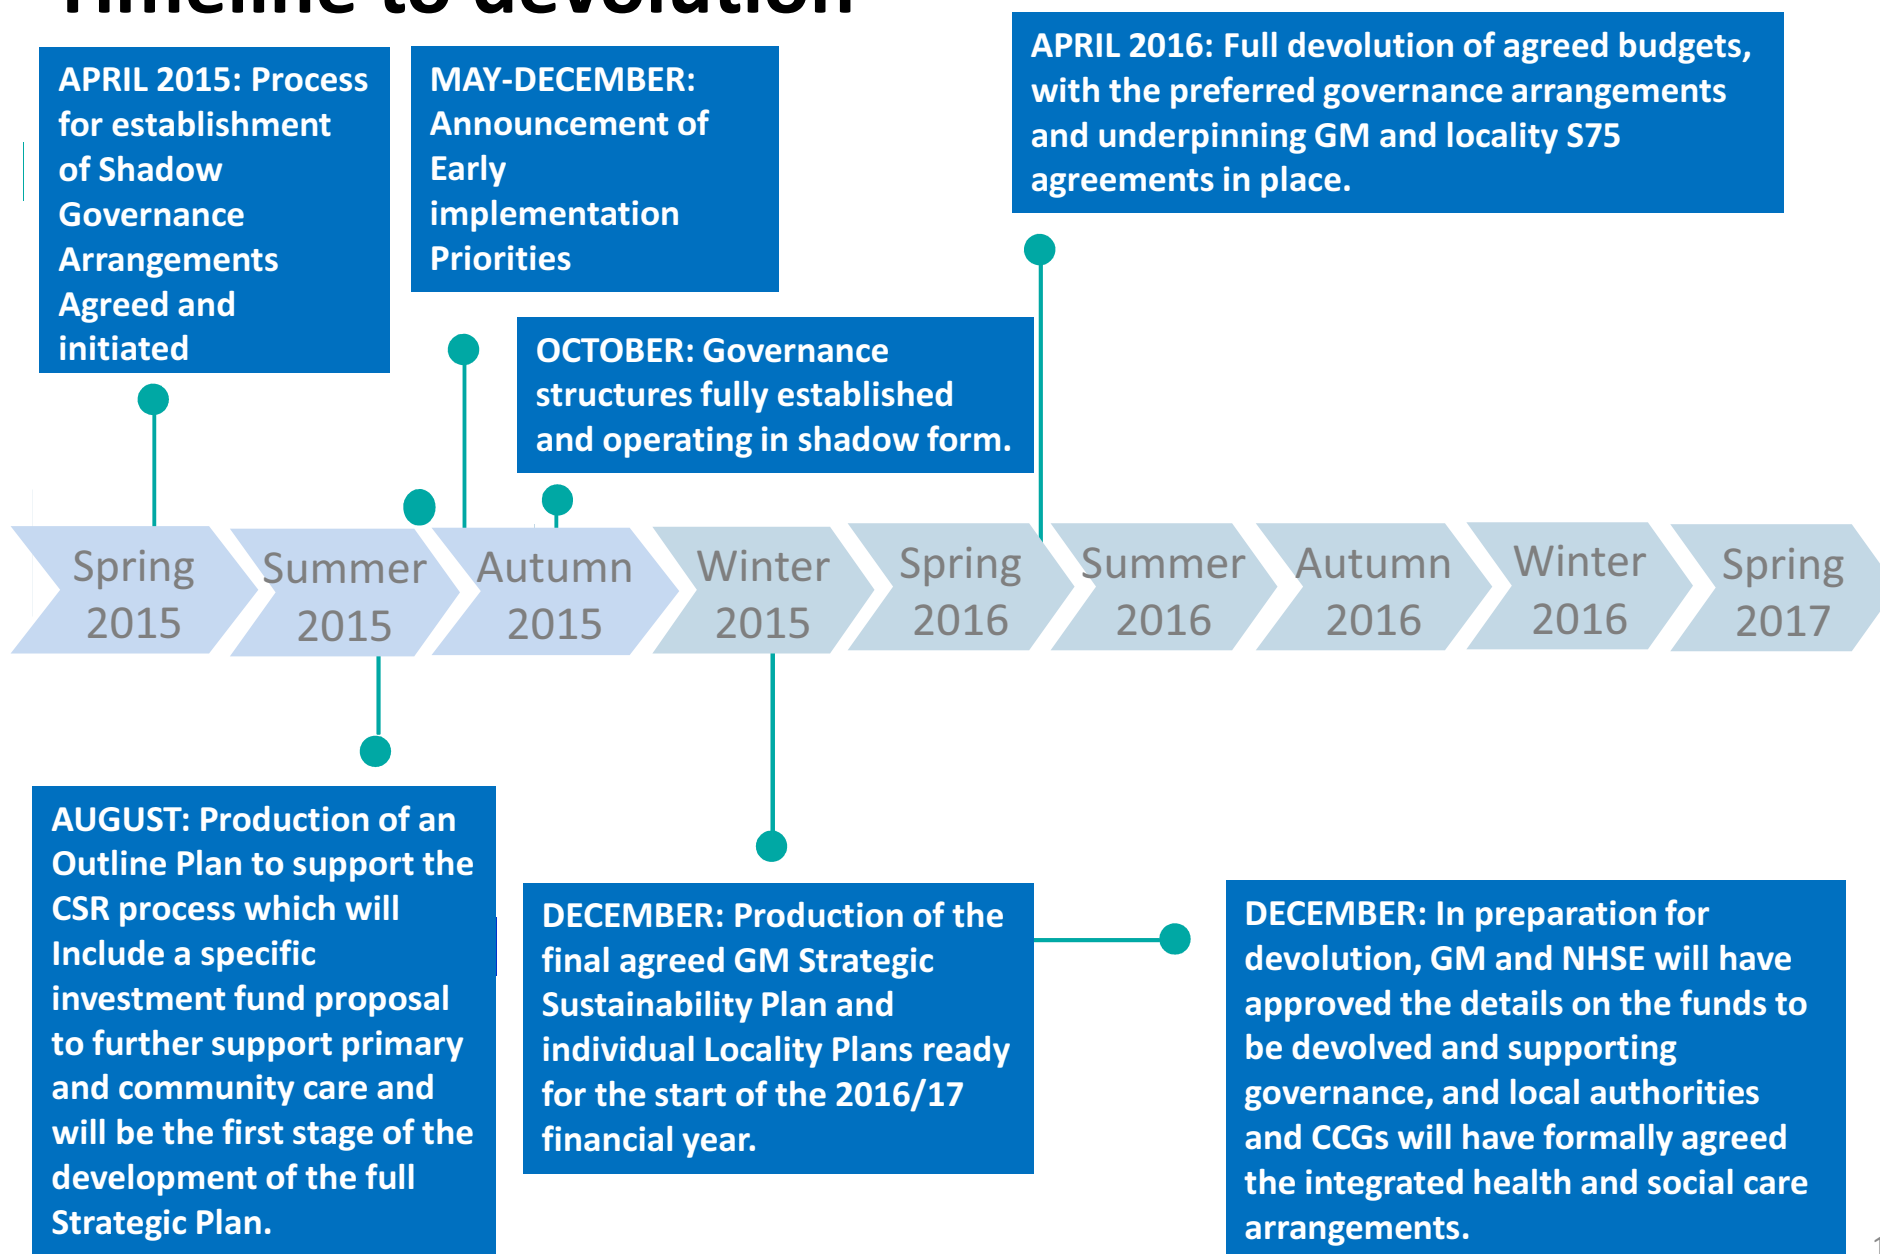 Timeline to devolution
APRIL 2015: Process
for establishment
of Shadow
Governance
Arrangements
Agreed and
initiated
MAY-DECEMBER:
Announcement of
Early
implementation
Priorities
APRIL 2016: Full devolution of agreed budgets,
with the preferred governance arrangements
and underpinning GM and locality S75
agreements in place.
OCTOBER: Governance
structures fully established
and operating in shadow form.
Spring
2015
Summer
2015
Autumn
2015
Winter
2015
Spring
2016
Summer
2016
Autumn
2016
Winter
2016
Spring
2017
AUGUST: Production of an
Outline Plan to support the
CSR process which will
Include a specific
investment fund proposal
to further support primary
and community care and
will be the first stage of the
development of the full
Strategic Plan.
DECEMBER: Production of the
final agreed GM Strategic
Sustainability Plan and
individual Locality Plans ready
for the start of the 2016/17
financial year.
DECEMBER: In preparation for
devolution, GM and NHSE will have
approved the details on the funds to
be devolved and supporting
governance, and local authorities
and CCGs will have formally agreed
the integrated health and social care
arrangements.